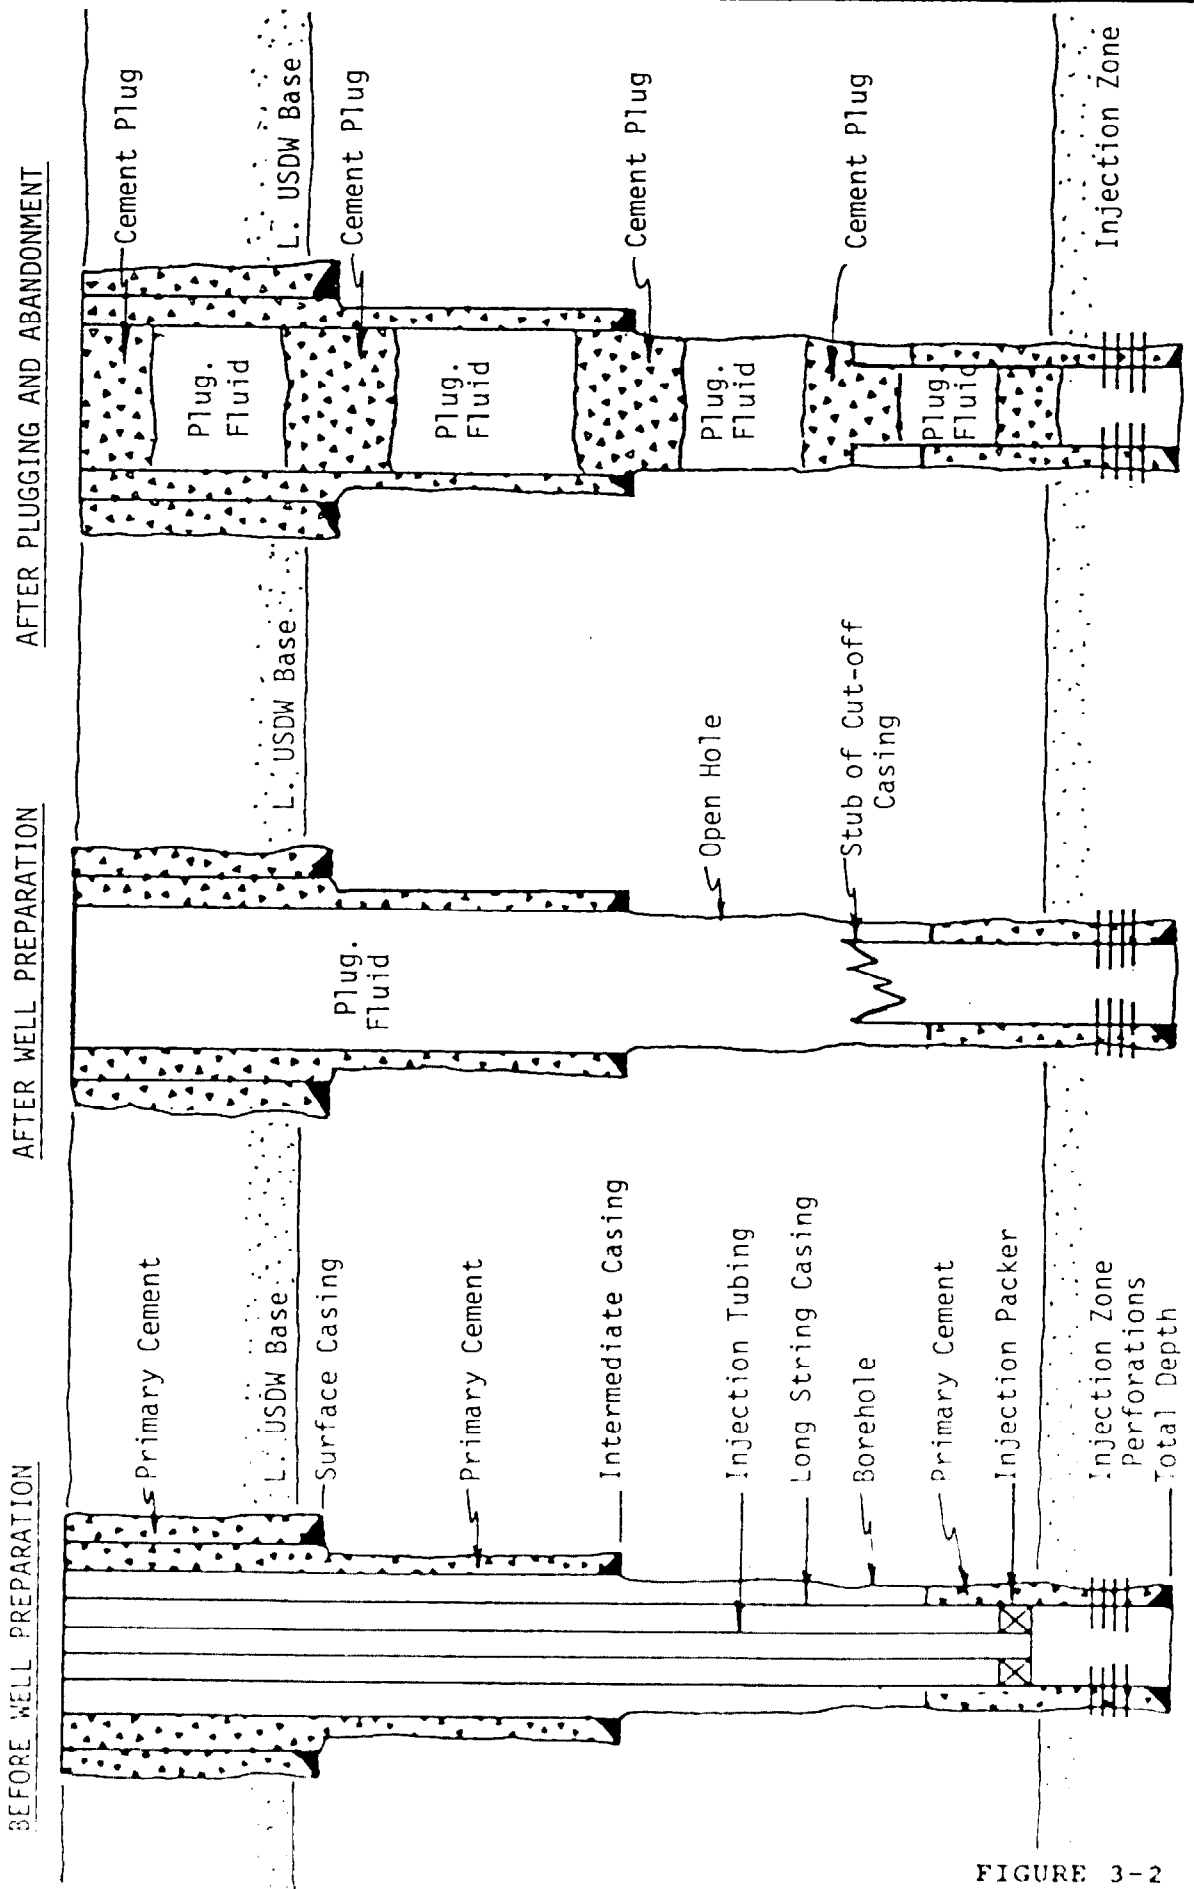 BEFORE WELL PREPARATION
Primary Cement
L. USDW Base
Surface Casing
Primary Cement
Intermediate Casing
Injection Tubing
Long String Casing
Borehole
Primary Cement
Injection Packer
Injection Zone
Perforations
Total Depth
AFTER WELL PREPARATION
L. USDW Base
Plug.
Fluid
Open Hole
Stub of Cut-off
Casing
AFTER PLUGGING AND ABANDONMENT
Cement Plug
L. USDW Base
Plug.
Fluid
Cement Plug
Plug.
Fluid
Cement Plug
Plug.
Fluid
Cement Plug
Plug.
Fluid
Injection Zone
FIGURE 3-2